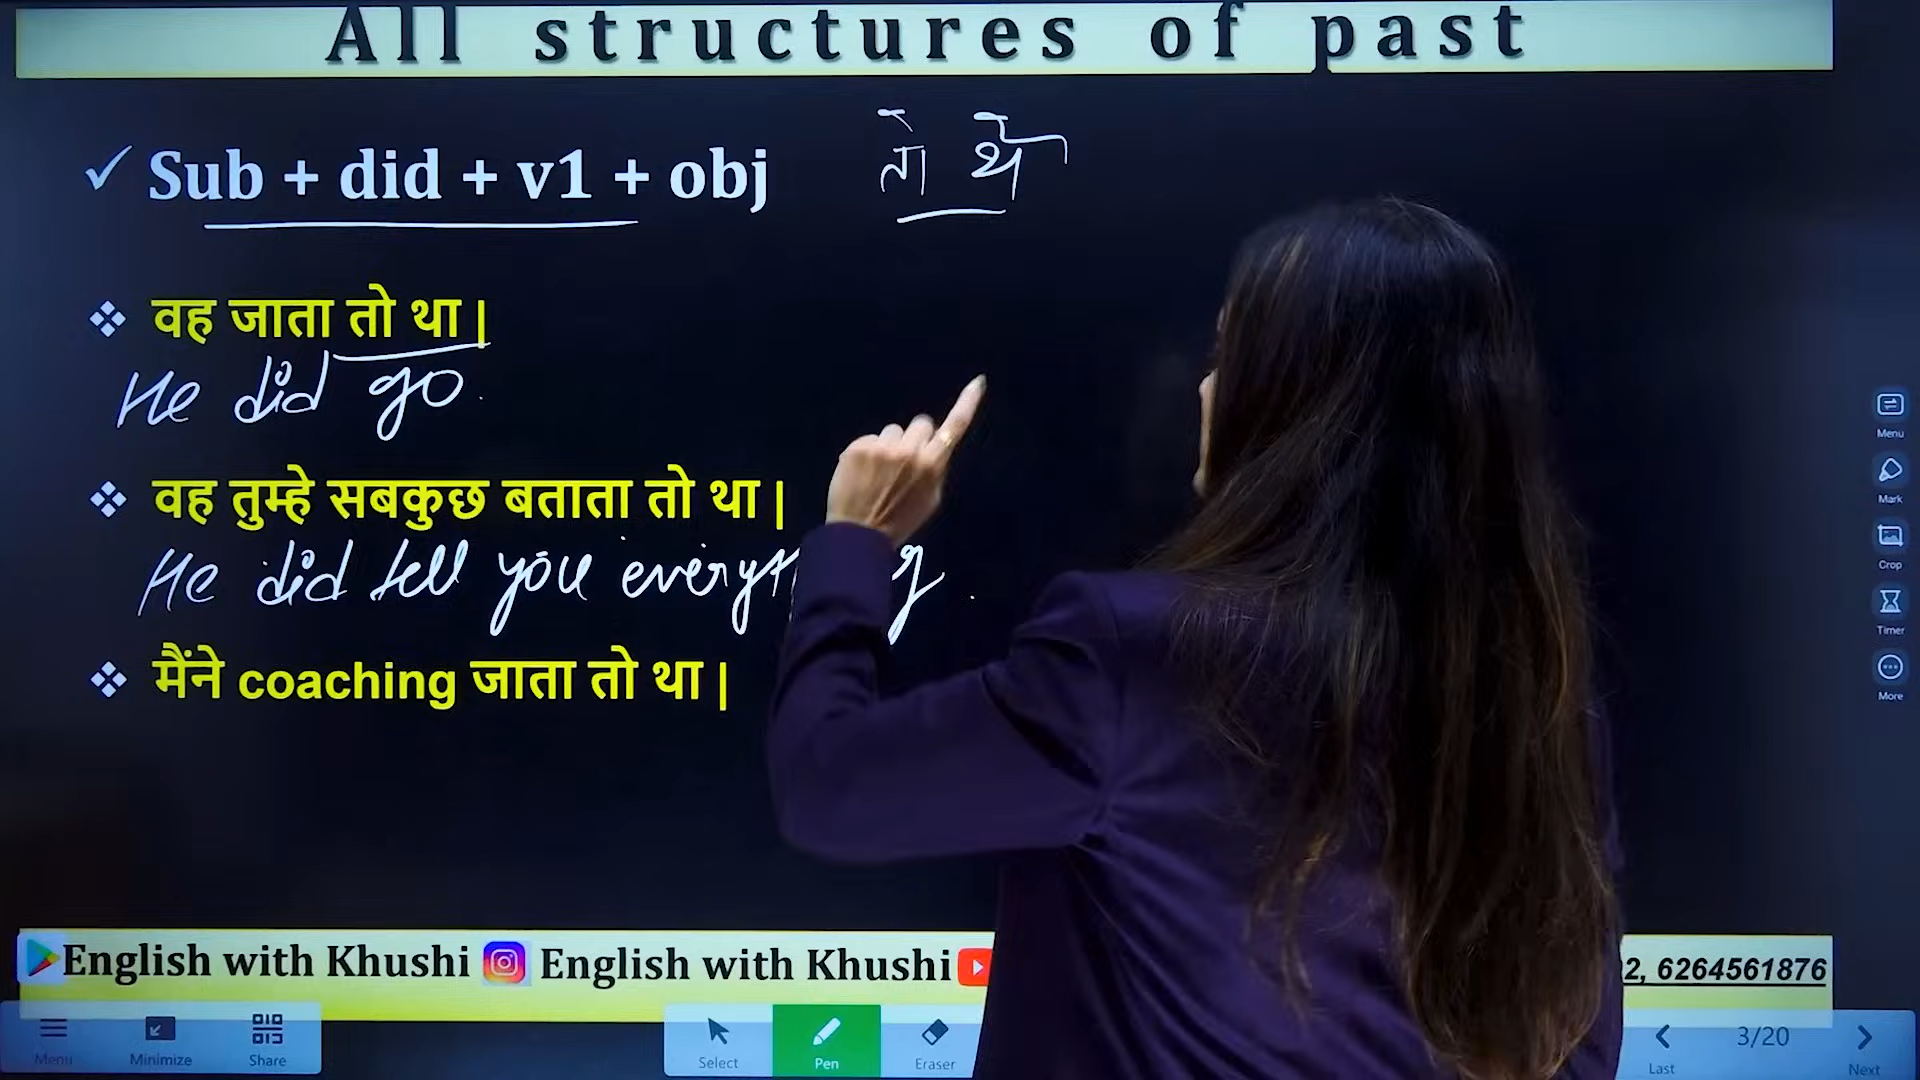 All structures of past
✓ Sub + did + v1 + obj
तो थे
❖ वह जाता तो था |
He did go.
❖ वह तुम्हे सबकुछ बताता तो था |
He did tell you
❖ मैंने coaching जाता तो था |
English with Khushi English with Khushi
2, 6264561876
Menu
Mark
Crop
Timer
More
Menu Minimize Share Select Pen Eraser Last 3/20 Next